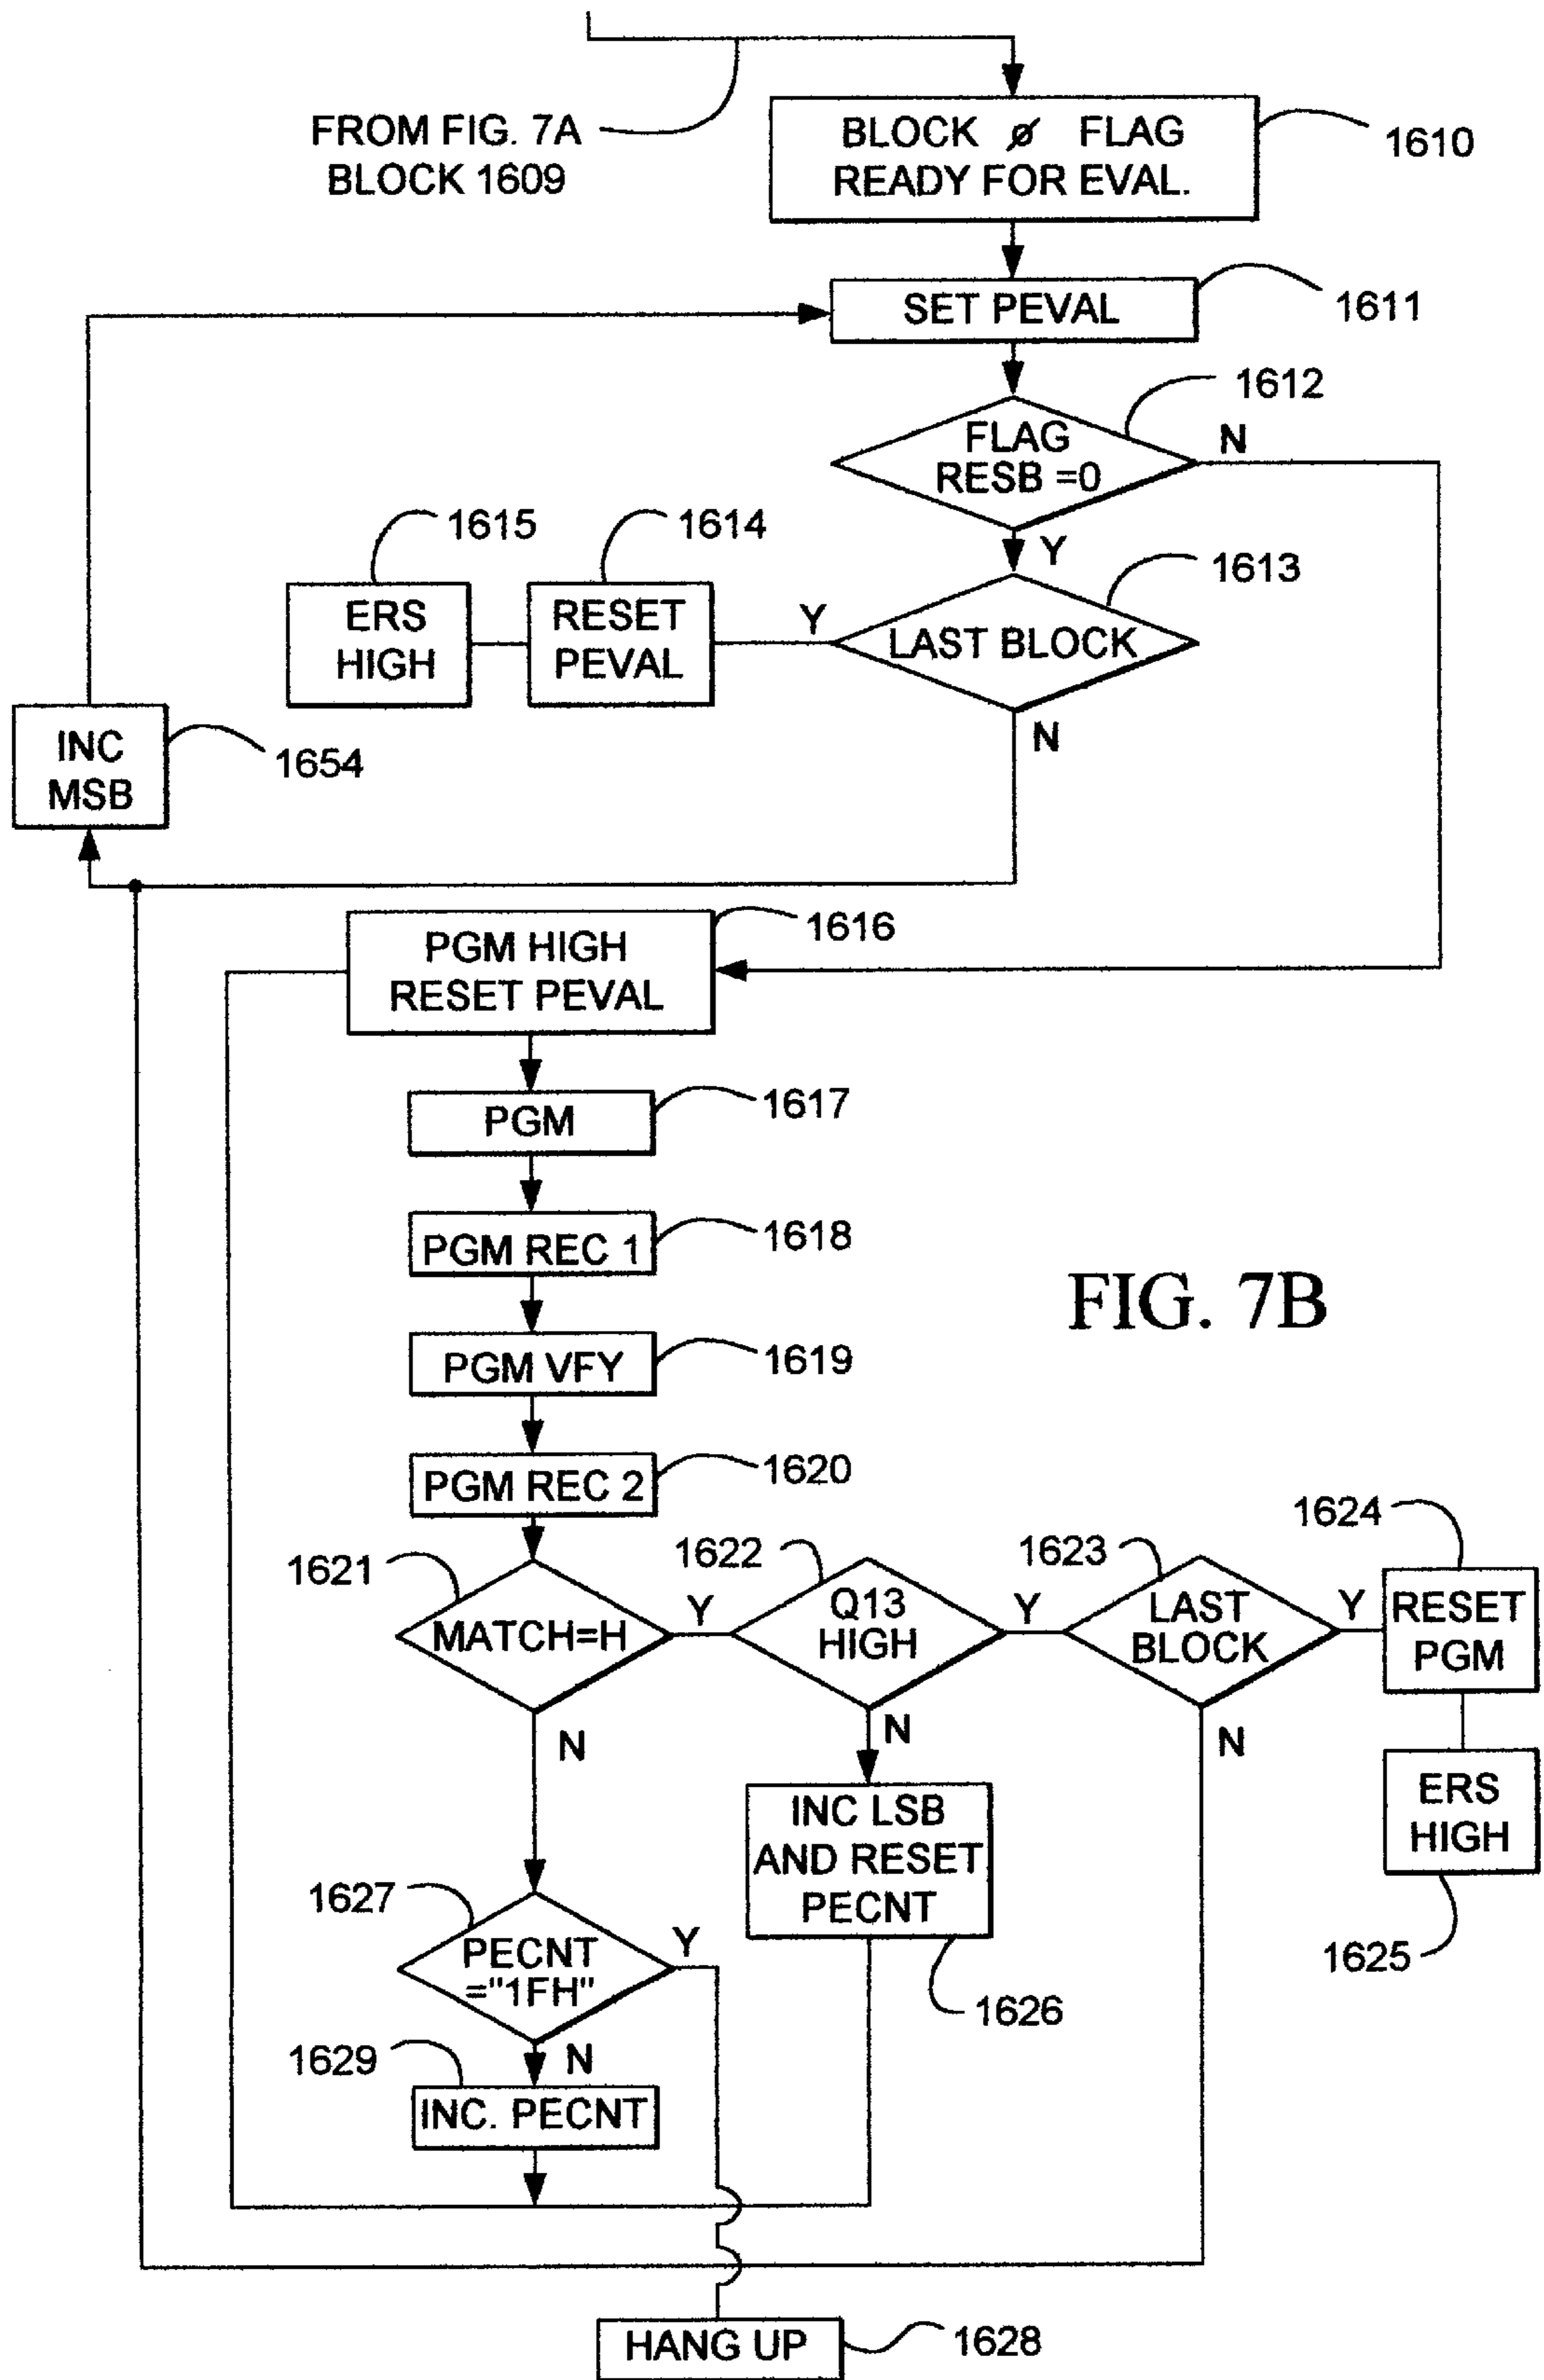 FROM FIG. 7A
BLOCK 1609
BLOCK ø FLAG
READY FOR EVAL.
1610
SET PEVAL
1611
1612
FLAG
RESB =0
N
Y
1615
1614
1613
ERS
HIGH
RESET
PEVAL
Y
LAST BLOCK
N
INC
MSB
1654
PGM HIGH
RESET PEVAL
1616
PGM
1617
PGM REC 1
1618
FIG. 7B
PGM VFY
1619
PGM REC 2
1620
1621
1622
1623
1624
MATCH=H
Y
Q13
HIGH
Y
LAST
BLOCK
Y
RESET
PGM
N
N
N
INC LSB
AND RESET
PECNT
ERS
HIGH
1627
PECNT
="1FH"
Y
1626
1625
N
1629
INC. PECNT
HANG UP
1628